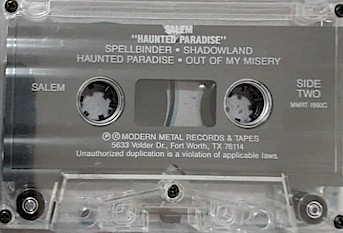 SALEM
"HAUNTED PARADISE"
SPELLBINDER • SHADOWLAND
HAUNTED PARADISE • OUT OF MY MISERY
SALEM
SIDE
TWO
MMRT-1990C
℗ © MODERN METAL RECORDS & TAPES
5633 Volder Dr., Fort Worth, TX 76114
Unauthorized duplication is a violation of applicable laws.